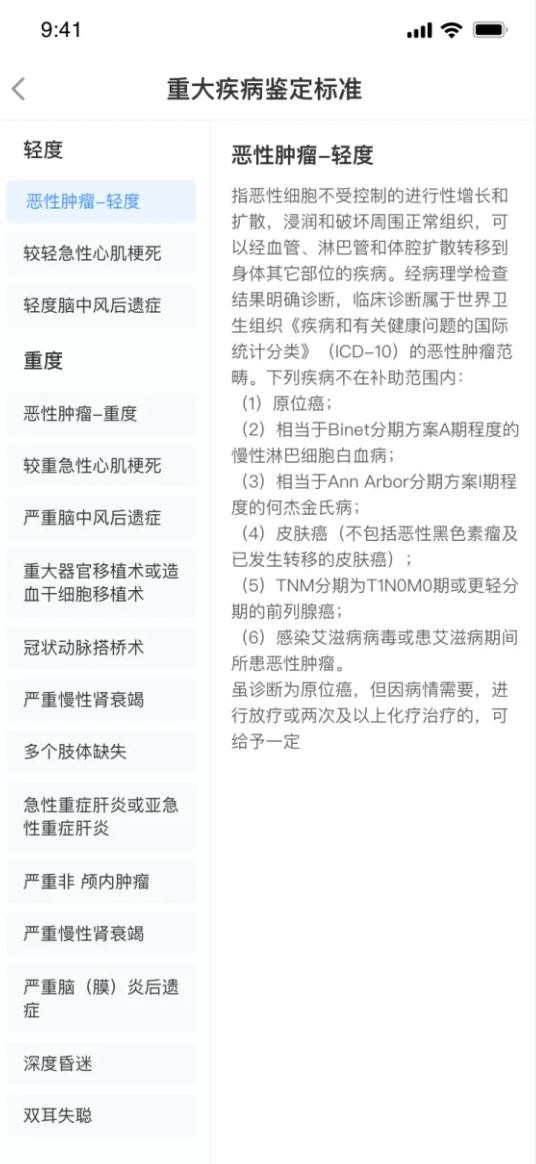 9:41
重大疾病鉴定标准
轻度
恶性肿瘤–轻度
较轻急性心肌梗死
轻度脑中风后遗症
重度
恶性肿瘤–重度
较重急性心肌梗死
严重脑中风后遗症
重大器官移植术或造
血干细胞移植术
冠状动脉搭桥术
严重慢性肾衰竭
多个肢体缺失
急性重症肝炎或亚急
性重症肝炎
严重非 颅内肿瘤
严重慢性肾衰竭
严重脑（膜）炎后遗
症
深度昏迷
双耳失聪
恶性肿瘤–轻度
指恶性细胞不受控制的进行性增长和
扩散，浸润和破坏周围正常组织，可
以经血管、淋巴管和体腔扩散转移到
身体其它部位的疾病。经病理学检查
结果明确诊断，临床诊断属于世界卫
生组织《疾病和有关健康问题的国际
统计分类》（ICD–10）的恶性肿瘤范
畴。下列疾病不在补助范围内：
（1）原位癌；
（2）相当于Binet分期方案A期程度的
慢性淋巴细胞白血病；
（3）相当于Ann Arbor分期方案I期程
度的何杰金氏病；
（4）皮肤癌（不包括恶性黑色素瘤及
已发生转移的皮肤癌）；
（5）TNM分期为T1N0M0期或更轻分
期的前列腺癌；
（6）感染艾滋病病毒或患艾滋病期间
所患恶性肿瘤。
虽诊断为原位癌，但因病情需要，进
行放疗或两次及以上化疗治疗的，可
给予一定